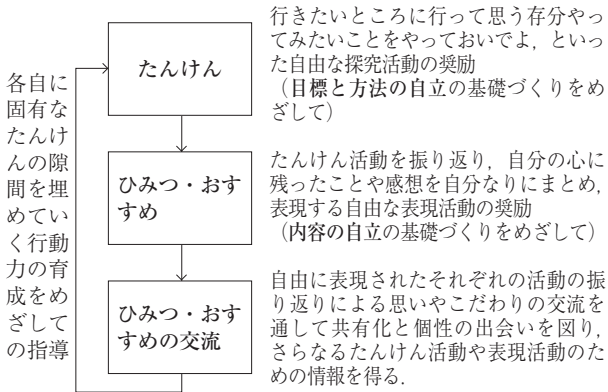 各自に
固有な
たんけ
んの隙
間を埋
めてい
く行動
力の育
成をめ
ざして
の指導
たんけん
行きたいところに行って思う存分やっ
てみたいことをやっておいでよ，といっ
た自由な探究活動の奨励
（目標と方法の自立の基礎づくりをめ
ざして）
ひみつ・おす
すめ
たんけん活動を振り返り，自分の心に
残ったことや感想を自分なりにまとめ，
表現する自由な表現活動の奨励
（内容の自立の基礎づくりをめざして）
ひみつ・おす
すめの交流
自由に表現されたそれぞれの活動の振
り返りによる思いやこだわりの交流を
通して共有化と個性の出会いを図り，
さらなるたんけん活動や表現活動のた
めの情報を得る．